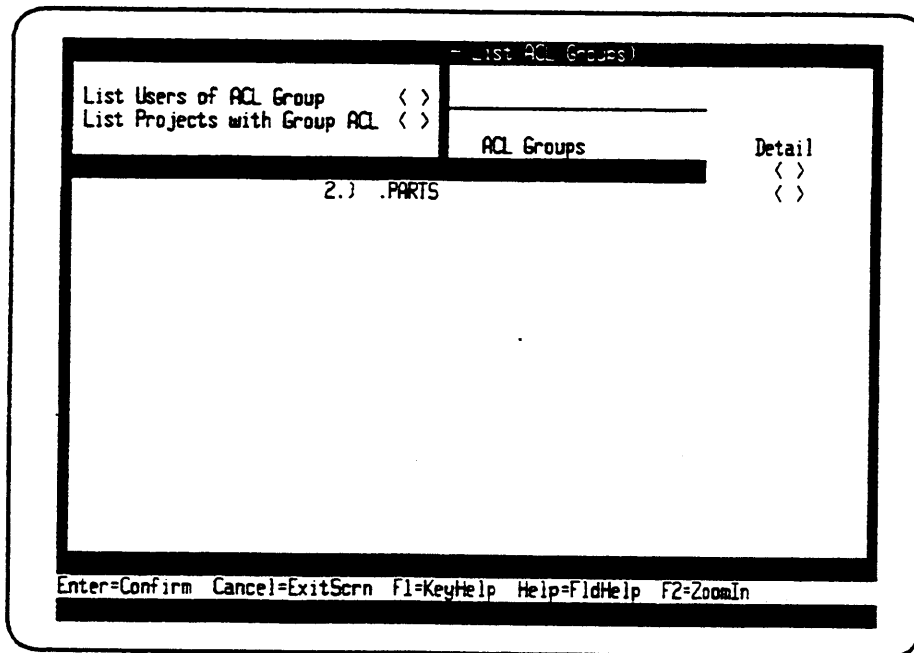 - List ACL Groups)
List Users of ACL Group < >
List Projects with Group ACL < >
ACL Groups Detail
< >
2.) .PARTS < >
Enter=Confirm Cancel=ExitScrn F1=KeyHelp Help=FldHelp F2=ZoomIn